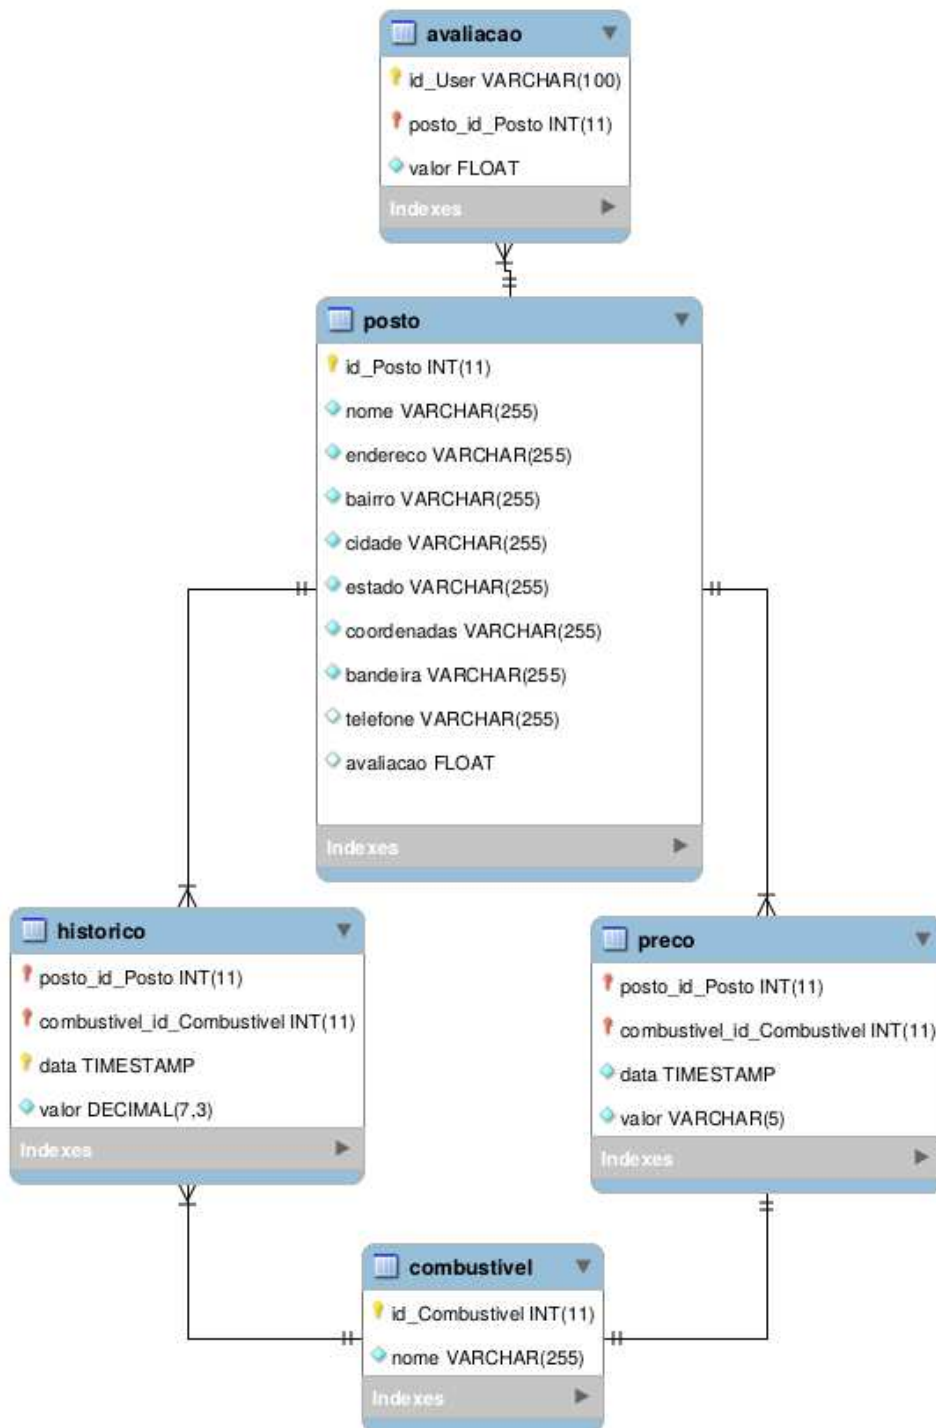 avaliacao
id_User VARCHAR(100)
posto_id_Posto INT(11)
valor FLOAT
Indexes
posto
id_Posto INT(11)
nome VARCHAR(255)
endereco VARCHAR(255)
bairro VARCHAR(255)
cidade VARCHAR(255)
estado VARCHAR(255)
coordenadas VARCHAR(255)
bandeira VARCHAR(255)
telefone VARCHAR(255)
avaliacao FLOAT
Indexes
historico
posto_id_Posto INT(11)
combustivel_id_Combustivel INT(11)
data TIMESTAMP
valor DECIMAL(7,3)
Indexes
preco
posto_id_Posto INT(11)
combustivel_id_Combustivel INT(11)
data TIMESTAMP
valor VARCHAR(5)
Indexes
combustivel
id_Combustivel INT(11)
nome VARCHAR(255)
Indexes